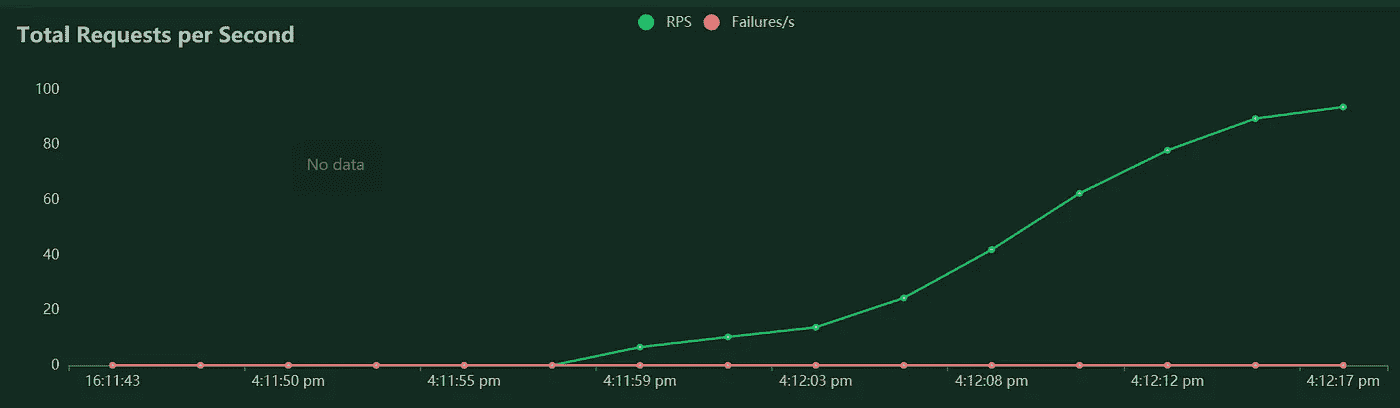 Total Requests per Second
RPS Failures/s
100
80
No data
60
40
20
0
16:11:43 4:11:50 pm 4:11:55 pm 4:11:59 pm 4:12:03 pm 4:12:08 pm 4:12:12 pm 4:12:17 pm